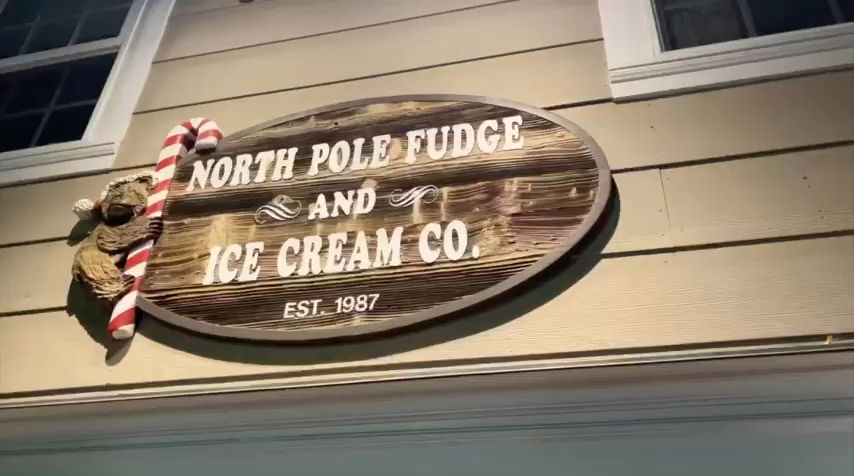 NORTH POLE FUDGE
AND
ICE CREAM CO.
EST. 1987